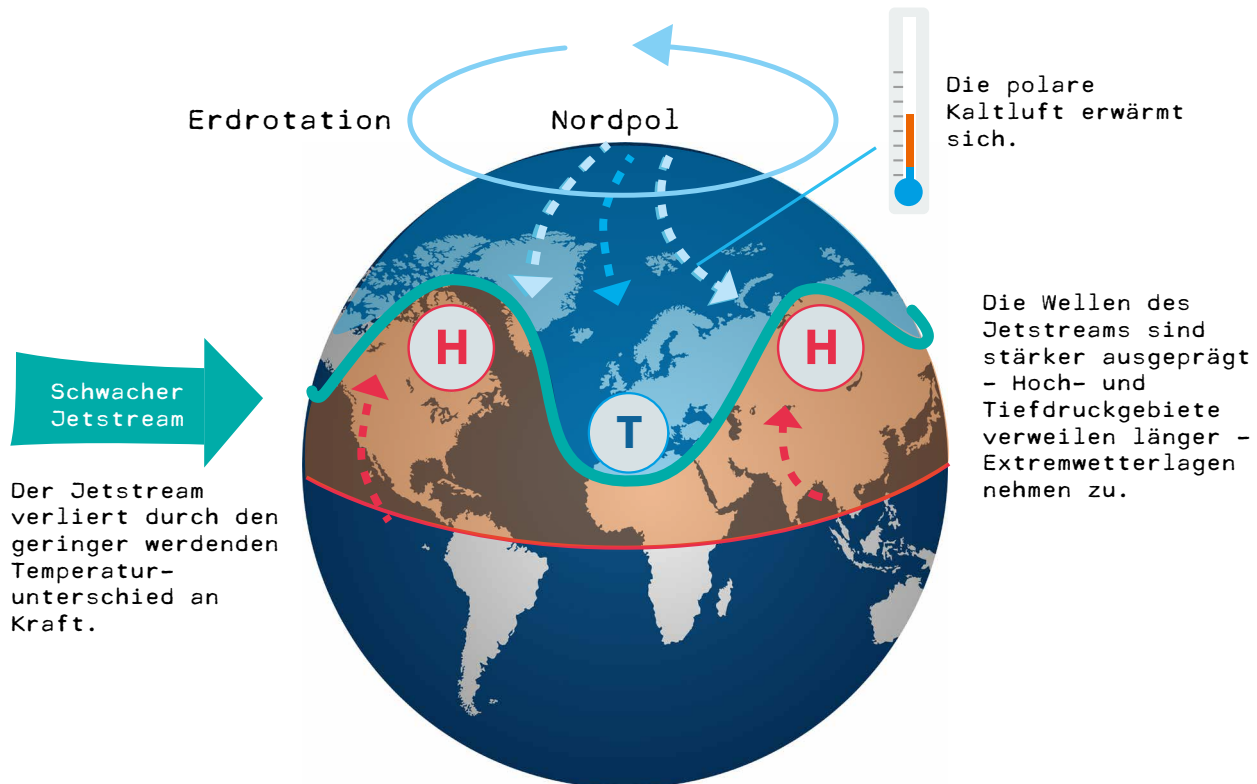 Erdrotation
Nordpol
Die polare
Kaltluft erwärmt
sich.
H
H
T
Schwacher
Jetstream
Der Jetstream
verliert durch den
geringer werdenden
Temperatur-
unterschied an
Kraft.
Die Wellen des
Jetstreams sind
stärker ausgeprägt
- Hoch- und
Tiefdruckgebiete
verweilen länger -
Extremwetterlagen
nehmen zu.